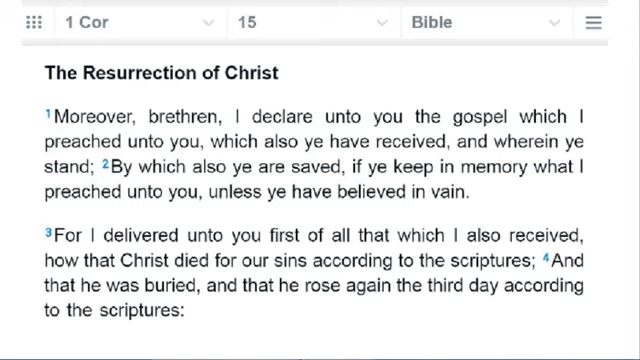 1 Cor 15 Bible
The Resurrection of Christ
1Moreover, brethren, I declare unto you the gospel which I
preached unto you, which also ye have received, and wherein ye
stand; 2By which also ye are saved, if ye keep in memory what I
preached unto you, unless ye have believed in vain.
3For I delivered unto you first of all that which I also received,
how that Christ died for our sins according to the scriptures; 4And
that he was buried, and that he rose again the third day according
to the scriptures: